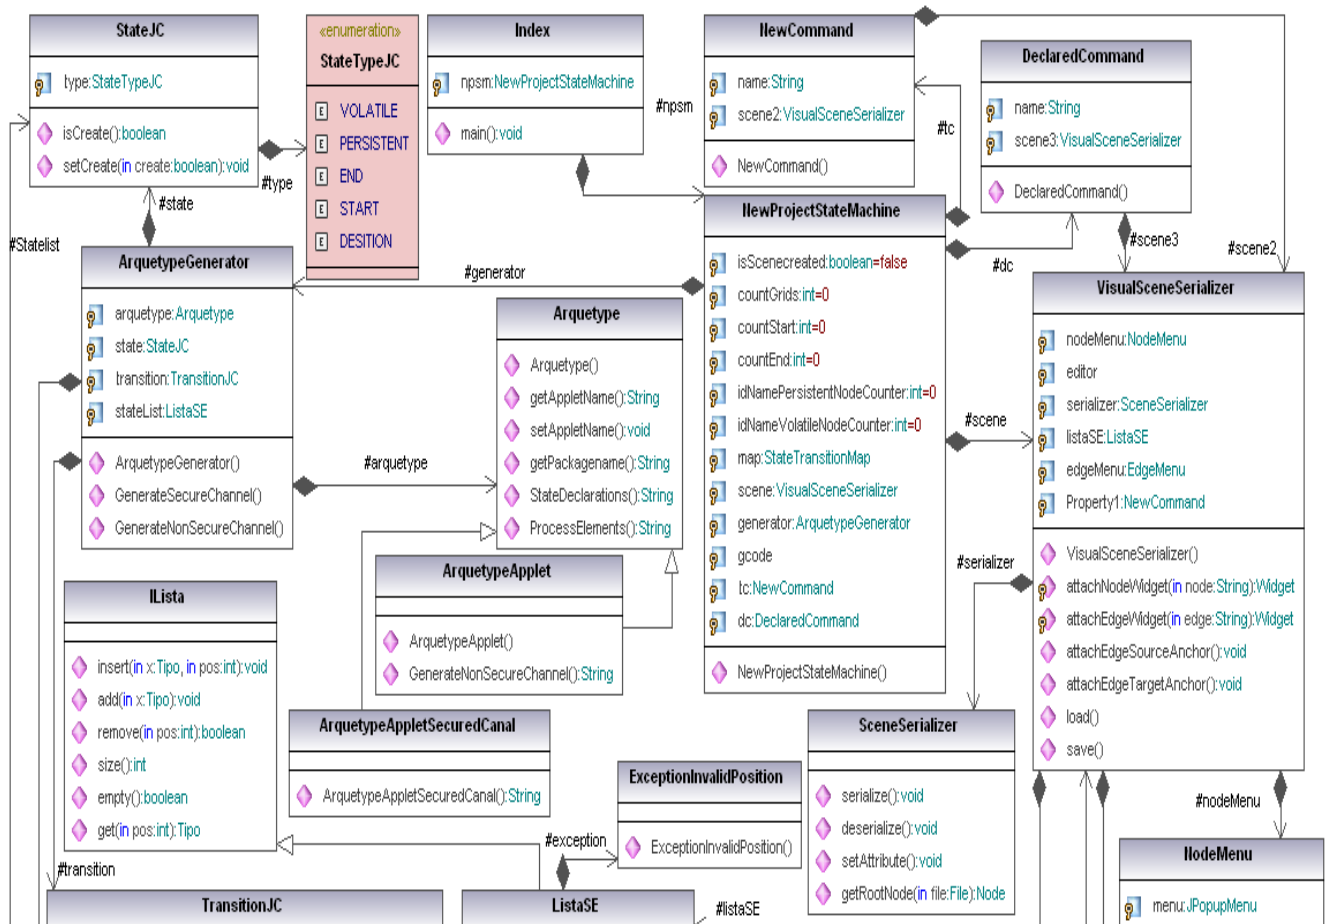 StateJC
type:StateTypeJC
isCreate():boolean
setCreate(in create:boolean):void
«enumeration»
StateTypeJC
VOLATILE
PERSISTENT
END
START
DESITION
#type
Index
npsm:NewProjectStateMachine
main():void
#npsm
NewCommand
name:String
scene2:VisualSceneSerializer
NewCommand()
#tc
DeclaredCommand
name:String
scene3:VisualSceneSerializer
DeclaredCommand()
#scene3
#scene2
#dc
#state
#Statelist
ArquetypeGenerator
arquetype:Arquetype
state:StateJC
transition:TransitionJC
stateList:ListaSE
ArquetypeGenerator()
GenerateSecureChannel()
GenerateNonSecureChannel()
#generator
#arquetype
Arquetype
Arquetype()
getAppletName():String
setAppletName():void
getPackagename():String
StateDeclarations():String
ProcessElements():String
NewProjectStateMachine
isScenecreated:boolean=false
countGrids:int=0
countStart:int=0
countEnd:int=0
idNamePersistentNodeCounter:int=0
idNameVolatileNodeCounter:int=0
map:StateTransitionMap
scene:VisualSceneSerializer
generator:ArquetypeGenerator
gcode
tc:NewCommand
dc:DeclaredCommand
NewProjectStateMachine()
#scene
VisualSceneSerializer
nodeMenu:NodeMenu
editor
serializer:SceneSerializer
listaSE:ListaSE
edgeMenu:EdgeMenu
Property1:NewCommand
VisualSceneSerializer()
attachNodeWidget(in node:String):Widget
attachEdgeWidget(in edge:String):Widget
attachEdgeSourceAnchor():void
attachEdgeTargetAnchor():void
load()
save()
#serializer
ArquetypeApplet
ArquetypeApplet()
GenerateNonSecureChannel():String
ILista
insert(in x:Tipo, in pos:int):void
add(in x:Tipo):void
remove(in pos:int):boolean
size():int
empty():boolean
get(in pos:int):Tipo
ArquetypeAppletSecuredCanal
ArquetypeAppletSecuredCanal():String
ExceptionInvalidPosition
ExceptionInvalidPosition()
#exception
SceneSerializer
serialize():void
deserialize():void
setAttribute():void
getRootNode(in file:File):Node
#nodeMenu
NodeMenu
menu:JPopupMenu
#transition
TransitionJC
ListaSE
#listaSE